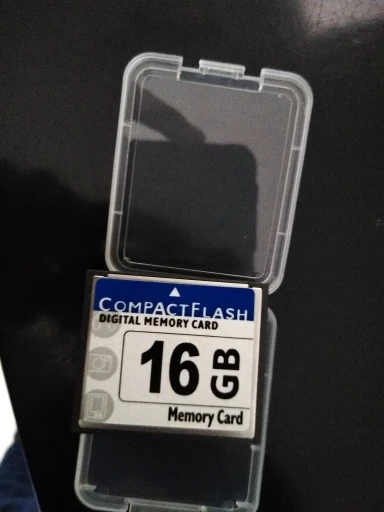 COMPACTFLASH
DIGITAL MEMORY CARD
16 GB
Memory Card